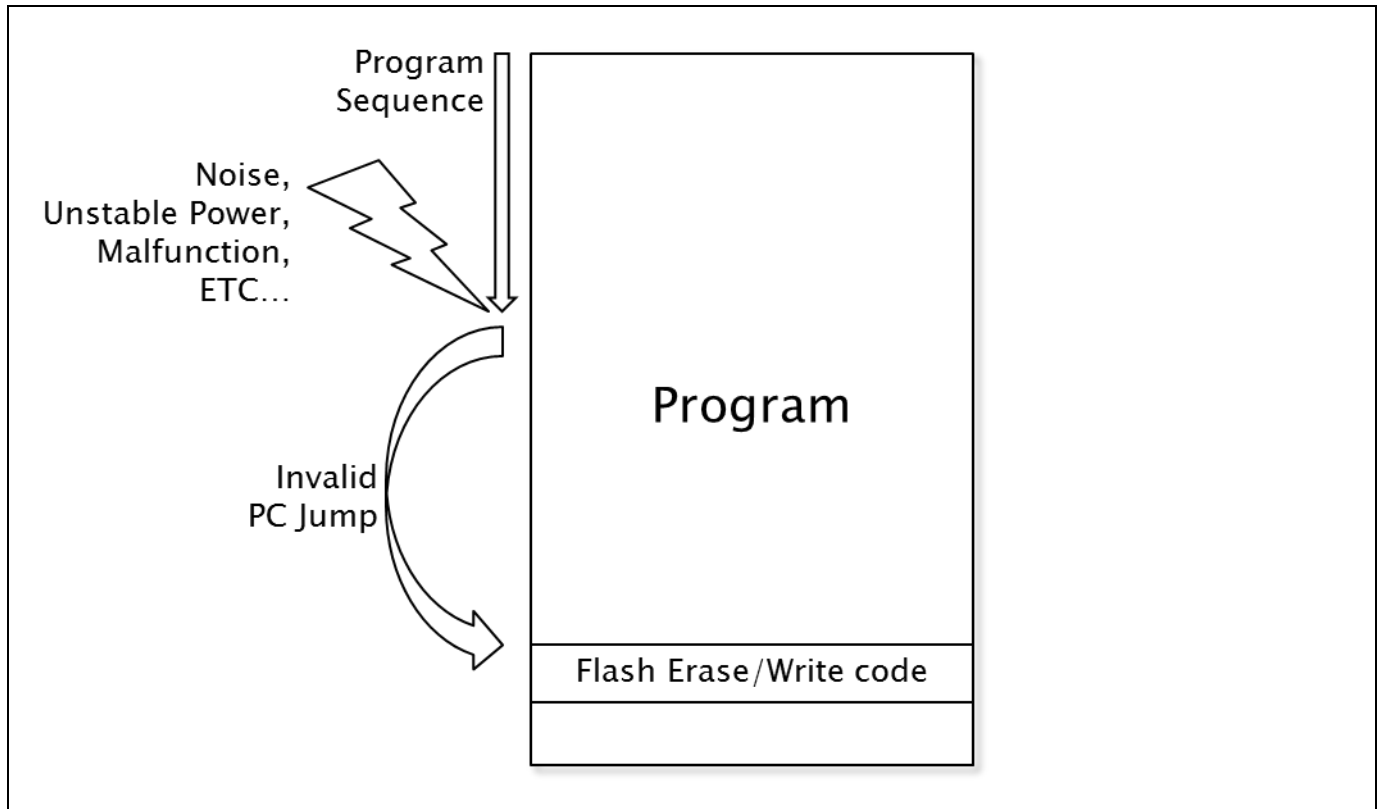 Program
Sequence
Noise,
Unstable Power,
Malfunction,
ETC...
Program
Invalid
PC Jump
Flash Erase/Write code